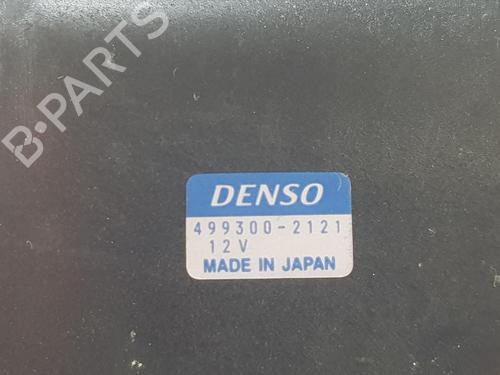 B-PARTS
DENSO
499300-2121
12V
MADE IN JAPAN